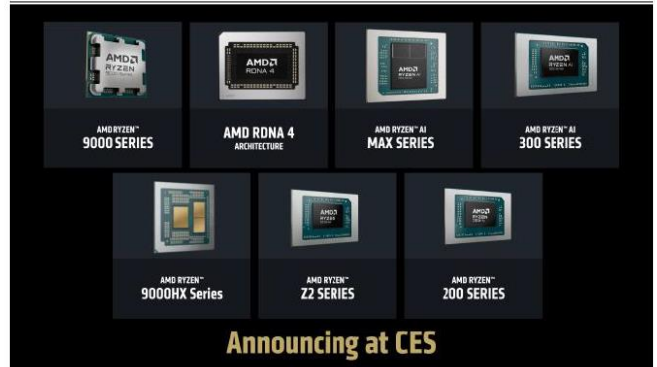 AMD
RYZEN
AMD RYZEN™
9000 SERIES
AMD
RDNA 4
AMD RDNA 4
ARCHITECTURE
AMD
RYZEN AI
AMD RYZEN™ AI
MAX SERIES
AMD
RYZEN AI
AMD RYZEN™ AI
300 SERIES
AMD RYZEN™
9000HX Series
AMD
RYZEN
AMD RYZEN™
Z2 SERIES
AMD
RYZEN
AMD RYZEN™
200 SERIES
Announcing at CES